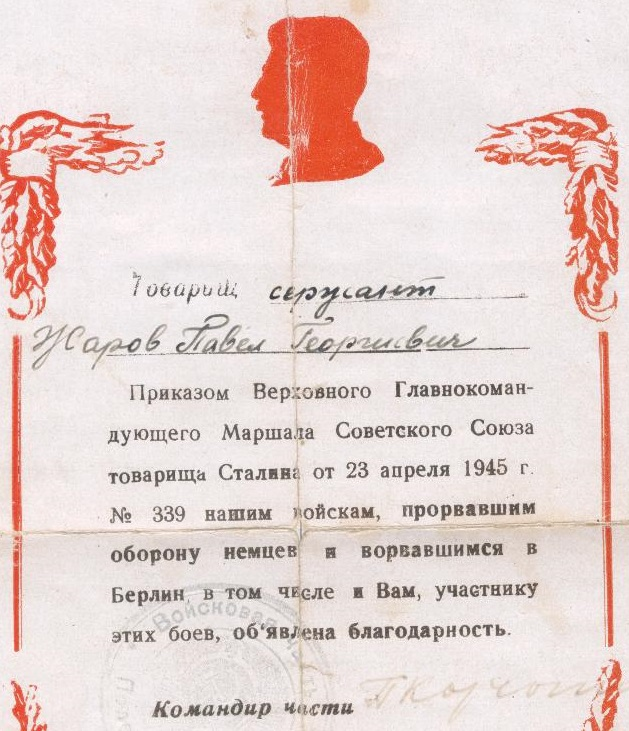 Товарищ сержант
Жаров Павел Георгиевич
Приказом Верховного Главнокоман-
дующего Маршала Советского Союза
товарища Сталина от 23 апреля 1945 г.
№ 339 нашим войскам, прорвавшим
оборону немцев и ворвавшимся в
Берлин, в том числе и Вам, участнику
этих боев, об'явлена благодарность.
Войсковая часть
Командир части